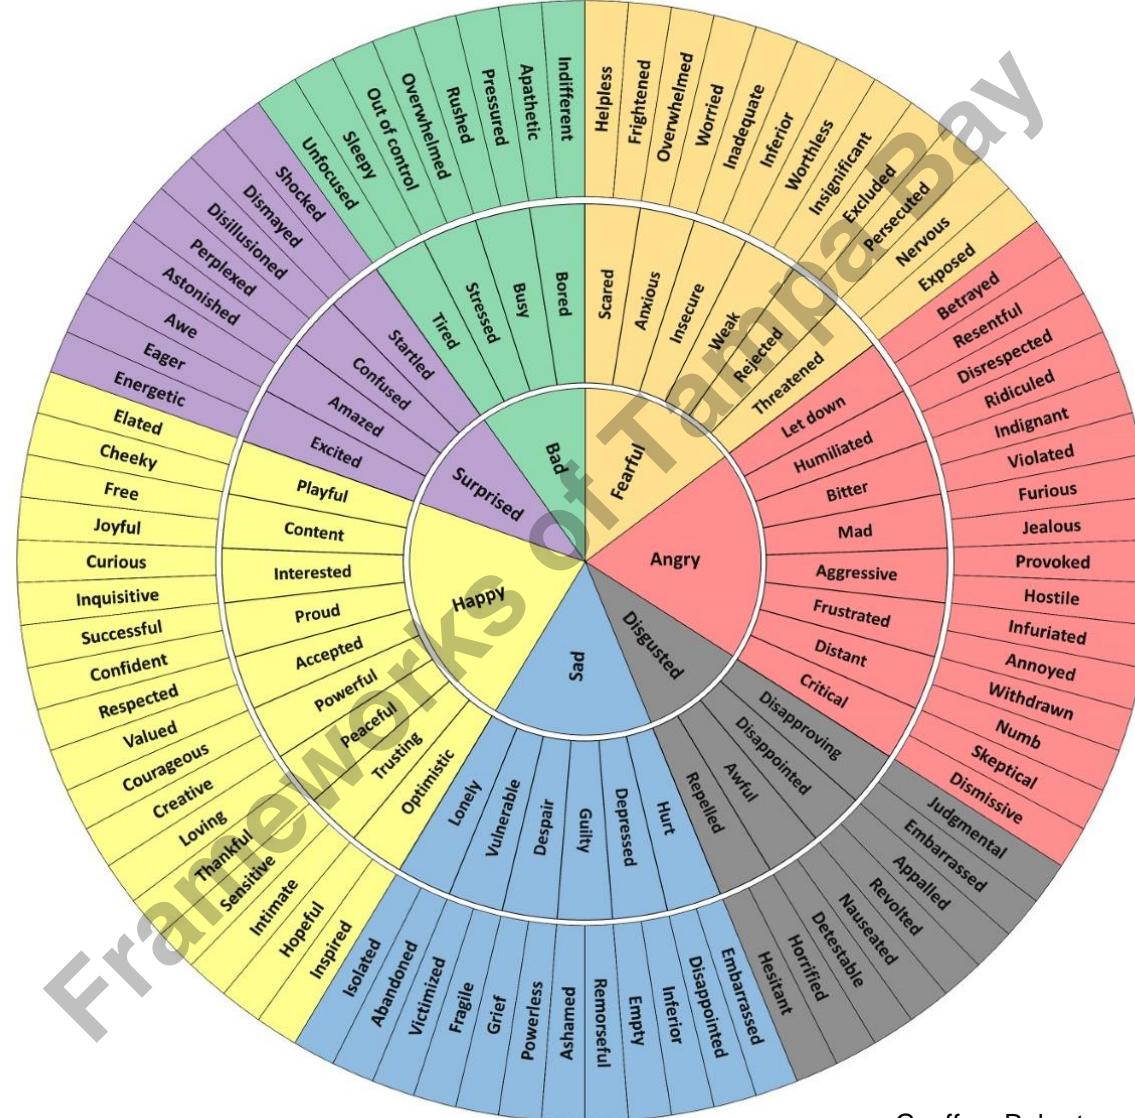 Bad
Fearful
Angry
Disgusted
Sad
Happy
Surprised
Bored
Scared
Anxious
Insecure
Weak
Rejected
Threatened
Let down
Humiliated
Bitter
Mad
Aggressive
Frustrated
Distant
Critical
Disapproving
Disappointed
Awful
Repelled
Hurt
Depressed
Guilty
Despair
Vulnerable
Lonely
Optimistic
Trusting
Peaceful
Powerful
Accepted
Proud
Interested
Content
Playful
Excited
Amazed
Confused
Startled
Tired
Stressed
Busy
Indifferent
Helpless
Frightened
Overwhelmed
Worried
Inadequate
Inferior
Worthless
Insignificant
Excluded
Persecuted
Nervous
Exposed
Betrayed
Resentful
Disrespected
Ridiculed
Indignant
Violated
Furious
Jealous
Provoked
Hostile
Infuriated
Annoyed
Withdrawn
Numb
Skeptical
Dismissive
Judgmental
Embarrassed
Appalled
Revolted
Nauseated
Detestable
Horrified
Hesitant
Embarrassed
Disappointed
Inferior
Empty
Remorseful
Ashamed
Powerless
Grief
Fragile
Victimized
Abandoned
Isolated
Inspired
Hopeful
Intimate
Sensitive
Thankful
Loving
Creative
Courageous
Valued
Respected
Confident
Successful
Inquisitive
Curious
Joyful
Free
Cheeky
Elated
Energetic
Eager
Awe
Astonished
Perplexed
Disillusioned
Dismayed
Shocked
Unfocused
Sleepy
Out of control
Overwhelmed
Rushed
Pressured
Apathetic
Frameworks of Tampa Bay